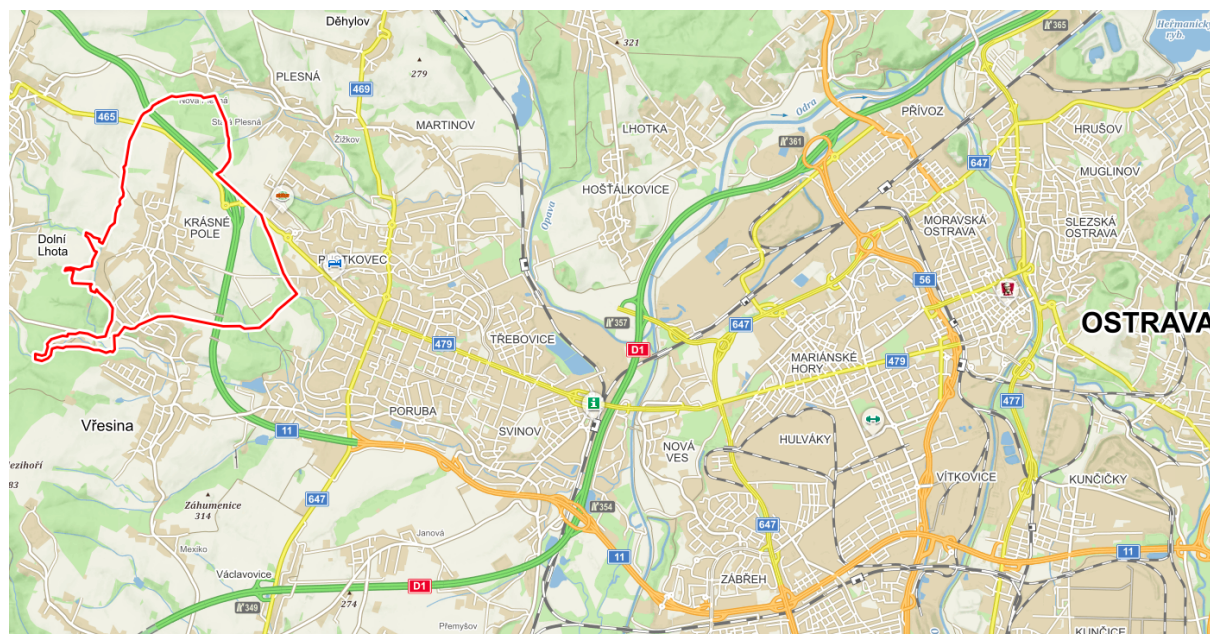 Děhylov
365
Heřmanický
ryb.
321
PLESNÁ
279
469
Nová Plesná
465
Stará Plesná
MARTINOV
Žižkov
LHOTKA
Odra
PŘÍVOZ
361
HRUŠOV
647
MUGLINOV
HOŠŤÁLKOVICE
Opava
KRÁSNÉ
POLE
MORAVSKÁ
OSTRAVA
SLEZSKÁ
OSTRAVA
Dolní
Lhota
56
OSTRAVA
357
647
479
TŘEBOVICE
D1
MARIÁNSKÉ
HORY
479
477
i
PORUBA
Vřesina
11
SVINOV
HULVÁKY
NOVÁ
VES
VÍTKOVICE
KUNČIČKY
Záhumenice
314
647
354
Janová
647
Mexiko
11
11
Václavovice
ZÁBŘEH
D1
349
274
Přemyšov
KUNČICE